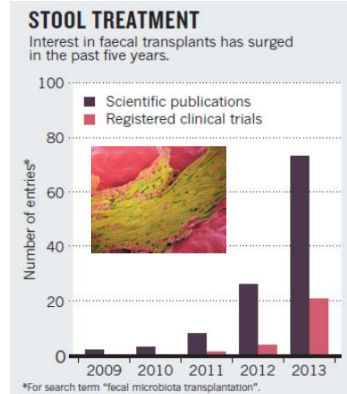 STOOL TREATMENT
Interest in faecal transplants has surged
in the past five years.
100
Scientific publications
Registered clinical trials
80
60
40
20
0
Number of entries*
2009 2010 2011 2012 2013
*For search term “fecal microbiota transplantation”.